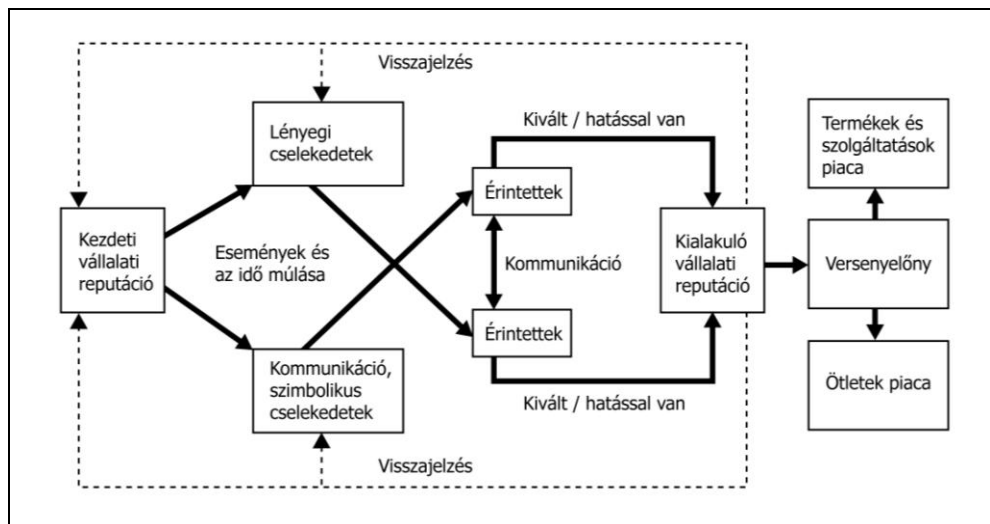 Visszajelzés
Lényegi
cselekedetek
Kivált / hatással van
Termékek és
szolgáltatások
piaca
Érintettek
Kezdeti
vállalati
reputáció
Események és
az idő múlása
Kommunikáció
Kialakuló
vállalati
reputáció
Versenyelőny
Érintettek
Kommunikáció,
szimbolikus
cselekedetek
Kivált / hatással van
Ötletek piaca
Visszajelzés